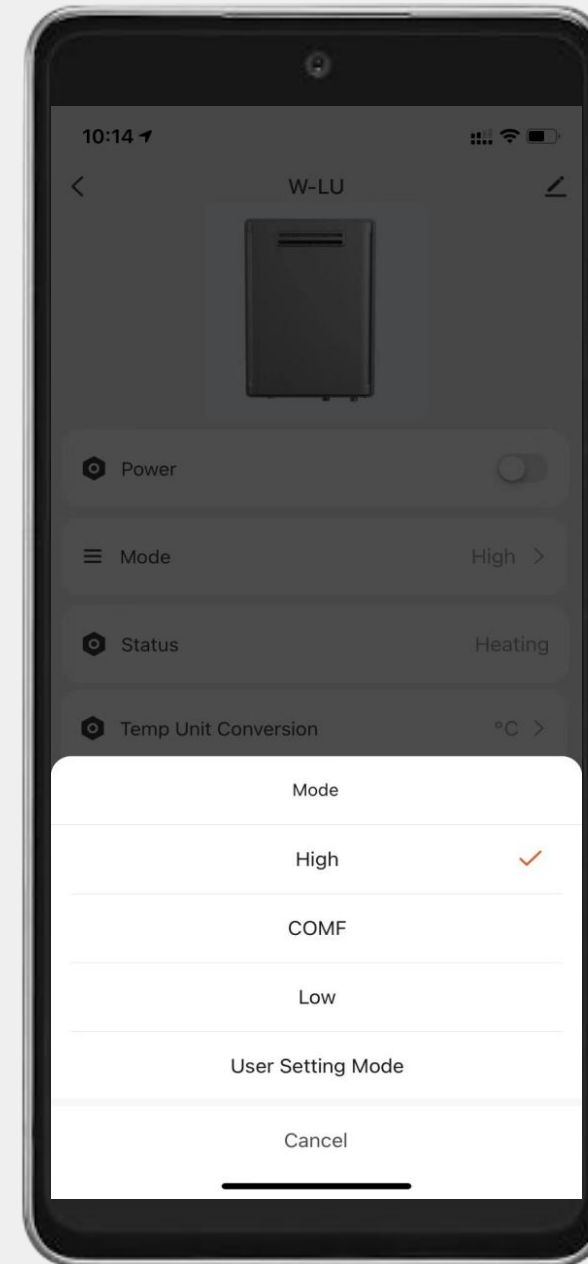 10:14
W-LU
Power
Mode High
Status Heating
Temp Unit Conversion °C
Mode
High
COMF
Low
User Setting Mode
Cancel